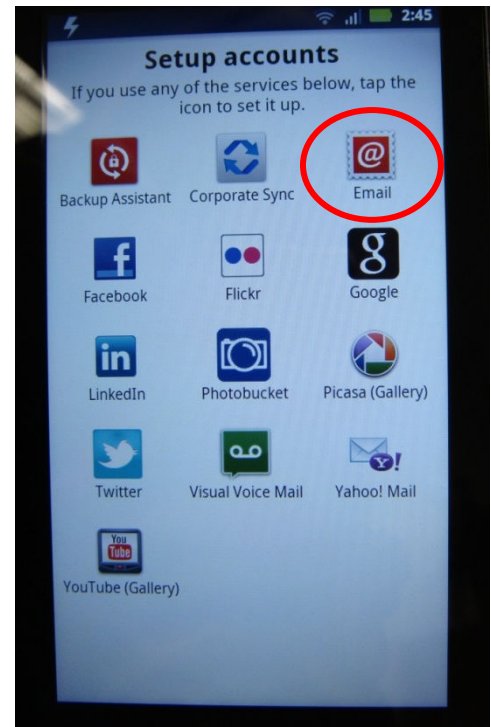 2:45
Setup accounts
If you use any of the services below, tap the
icon to set it up.
Backup Assistant Corporate Sync Email
Facebook Flickr Google
LinkedIn Photobucket Picasa (Gallery)
Twitter Visual Voice Mail Yahoo! Mail
You
Tube
YouTube (Gallery)